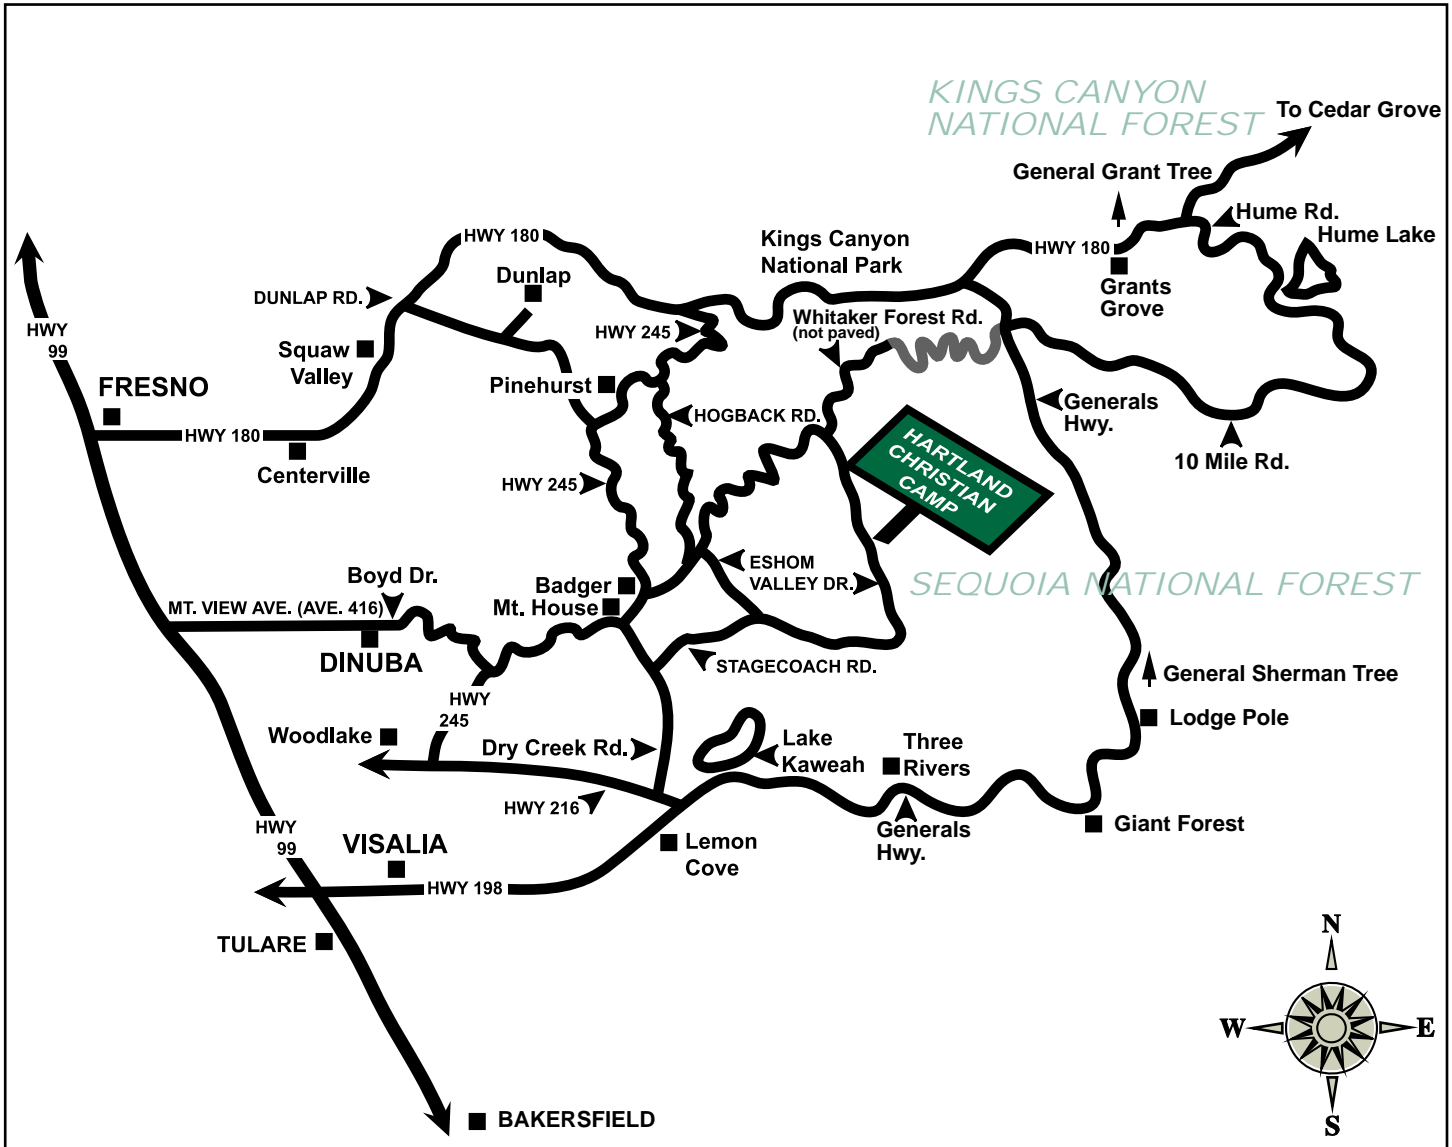 KINGS CANYON
NATIONAL FOREST
To Cedar Grove
General Grant Tree
Hume Rd.
Hume Lake
HWY 180
Kings Canyon
National Park
HWY 180
Dunlap
Grants
Grove
DUNLAP RD.
HWY
99
HWY 245
Whitaker Forest Rd.
(not paved)
Squaw
Valley
FRESNO
Pinehurst
HOGBACK RD.
Generals
Hwy.
HWY 180
Centerville
HARTLAND
CHRISTIAN
CAMP
10 Mile Rd.
HWY 245
Boyd Dr.
Badger
ESHOM
VALLEY DR.
SEQUOIA NATIONAL FOREST
MT. VIEW AVE. (AVE. 416)
Mt. House
DINUBA
STAGECOACH RD.
General Sherman Tree
HWY
245
Lodge Pole
Woodlake
Dry Creek Rd.
Lake
Kaweah
Three
Rivers
HWY 216
HWY
99
VISALIA
Lemon
Cove
Generals
Hwy.
Giant Forest
HWY 198
TULARE
N
W
E
S
BAKERSFIELD